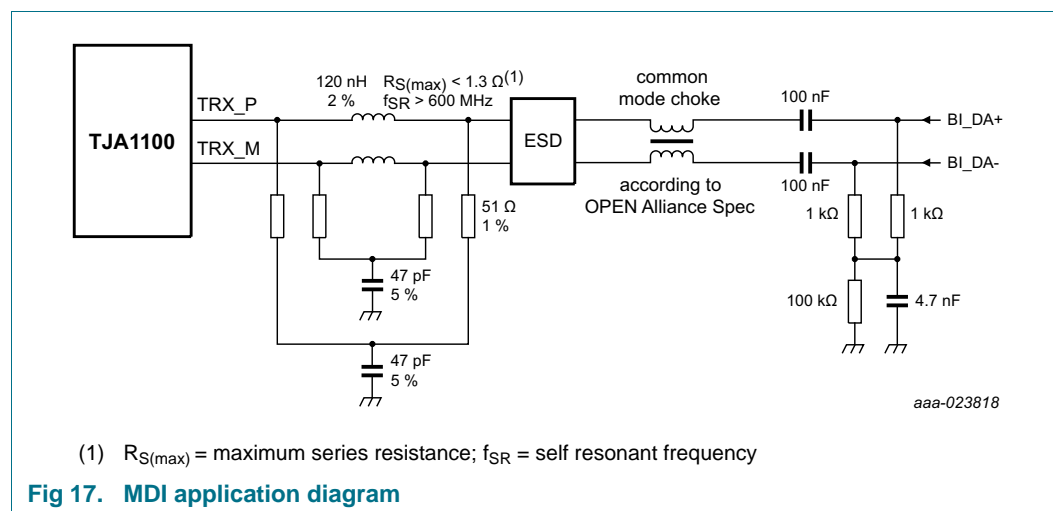 TJA1100
TRX_P
TRX_M
120 nH
2 %
RS(max) < 1.3 Ω(1)
fSR > 600 MHz
ESD
common
mode choke
according to
OPEN Alliance Spec
100 nF
100 nF
BI_DA+
BI_DA-
51 Ω
1 %
1 kΩ
1 kΩ
47 pF
5 %
100 kΩ
4.7 nF
47 pF
5 %
aaa-023818
(1) RS(max) = maximum series resistance; fSR = self resonant frequency
Fig 17. MDI application diagram